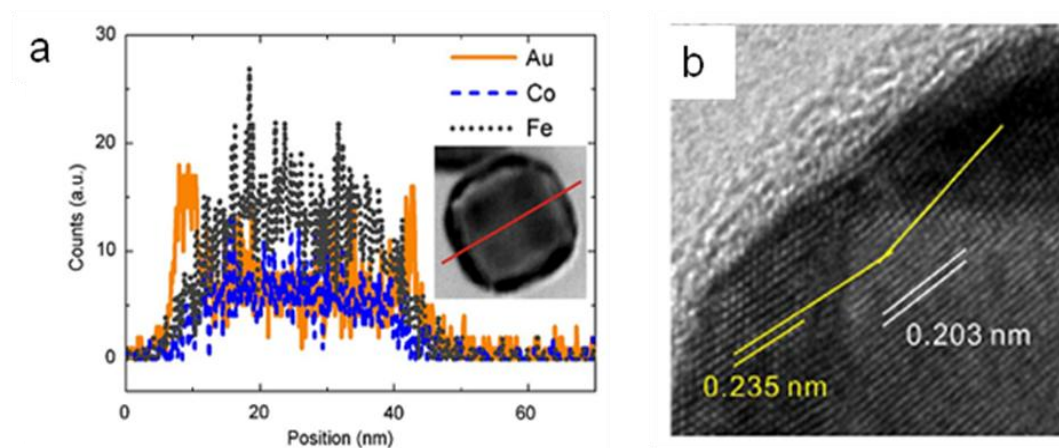 a
30
20
10
0
Counts (a.u.)
Au
Co
Fe
0 20 40 60
Position (nm)
b
0.235 nm
0.203 nm